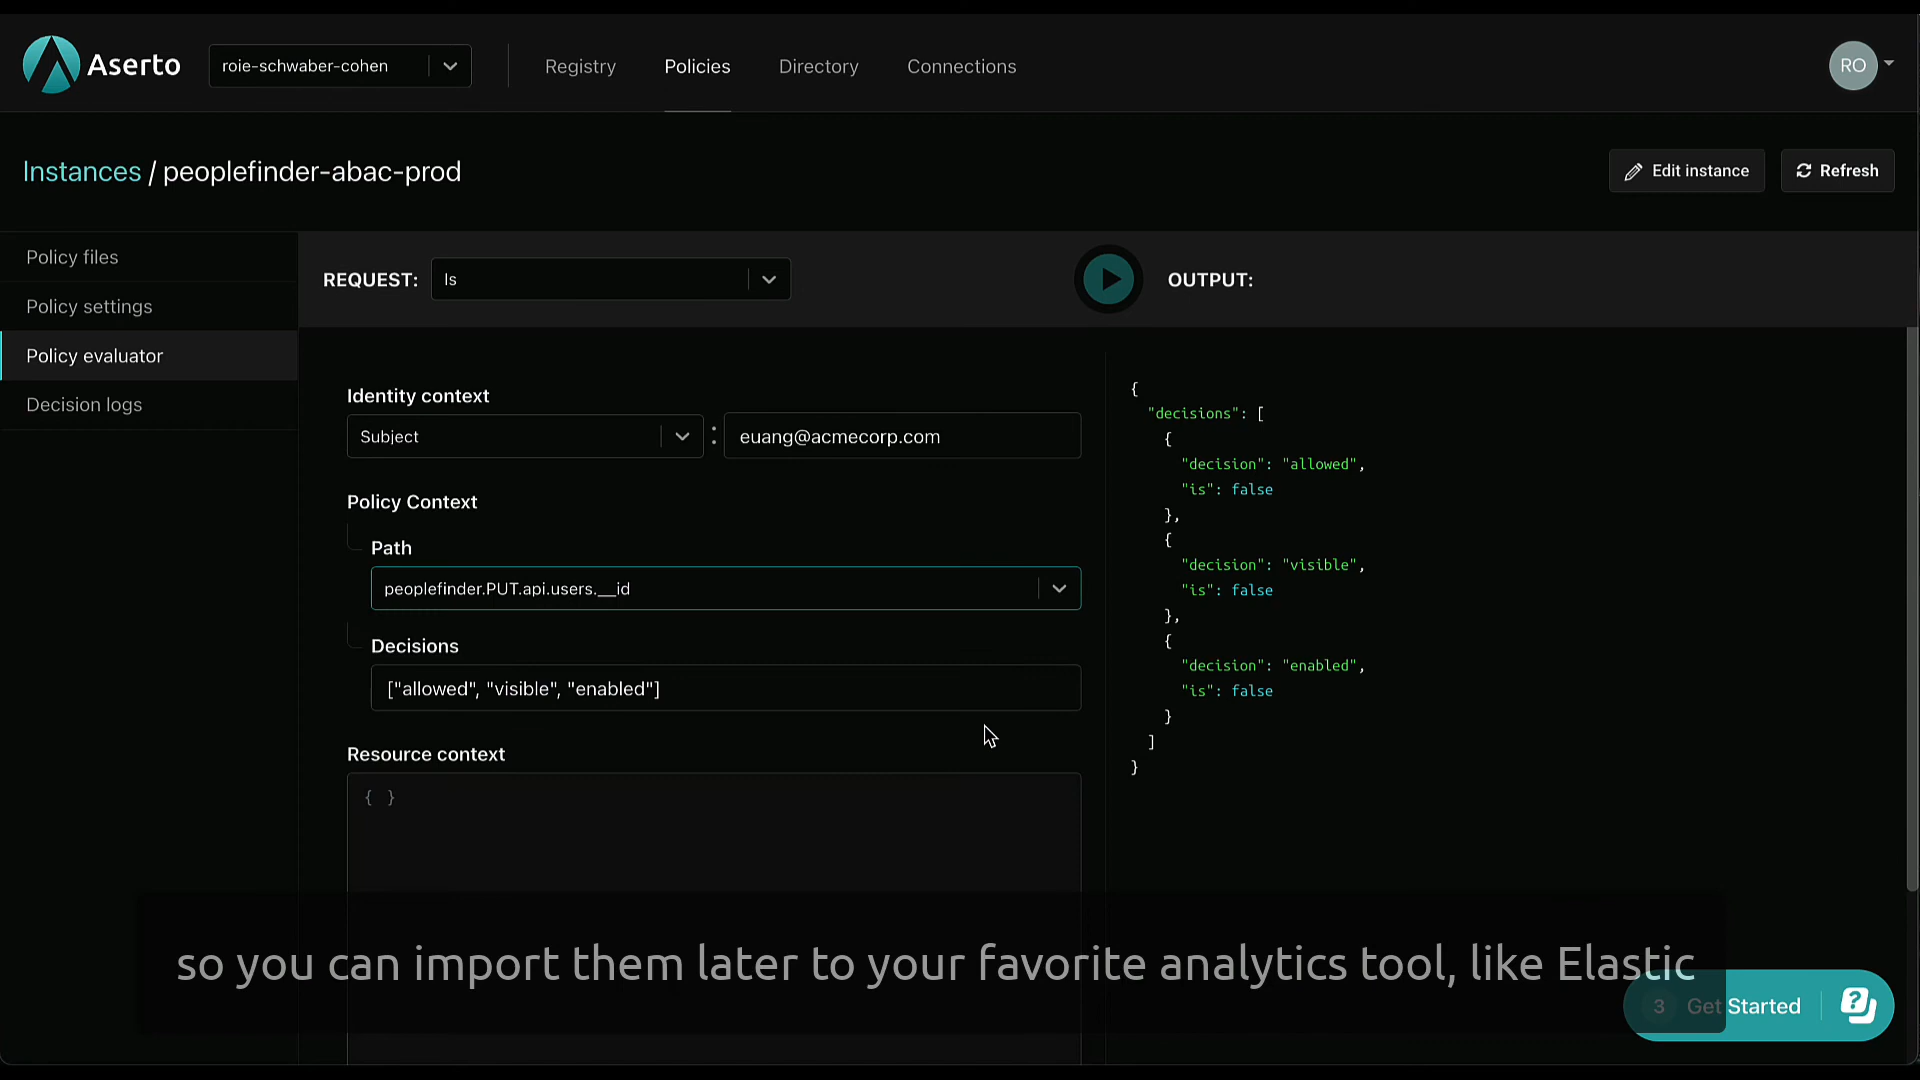 Aserto
roie-schwaber-cohen
Registry
Policies
Directory
Connections
RO
Instances / peoplefinder-abac-prod
Edit instance
Refresh
Policy files
Policy settings
Policy evaluator
Decision logs
REQUEST:
Is
OUTPUT:
Identity context
Subject
:
euang@acmecorp.com
Policy Context
Path
peoplefinder.PUT.api.users.__id
Decisions
["allowed", "visible", "enabled"]
Resource context
{ }
{
"decisions": [
{
"decision": "allowed",
"is": false
},
{
"decision": "visible",
"is": false
},
{
"decision": "enabled",
"is": false
}
]
}
so you can import them later to your favorite analytics tool, like Elastic
3 Get Started